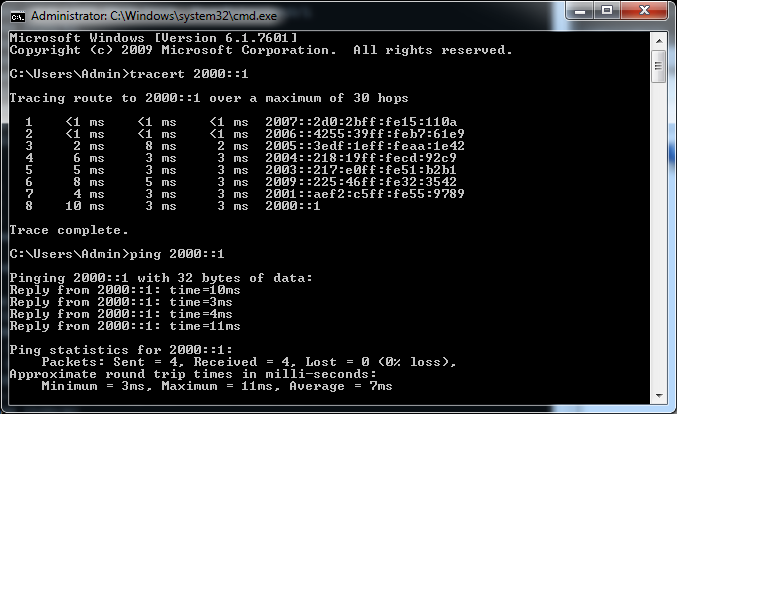 Administrator: C:\Windows\system32\cmd.exe
Microsoft Windows [Version 6.1.7601]
Copyright (c) 2009 Microsoft Corporation.  All rights reserved.
C:\Users\Admin>tracert 2000::1
Tracing route to 2000::1 over a maximum of 30 hops
  1    <1 ms    <1 ms    <1 ms  2007::2d0:2bff:fe15:110a
  2    <1 ms    <1 ms    <1 ms  2006::4255:39ff:feb7:61e9
  3     2 ms     8 ms     2 ms  2005::3edf:1eff:feaa:1e42
  4     6 ms     3 ms     3 ms  2004::218:19ff:fecd:92c9
  5     5 ms     3 ms     3 ms  2003::217:e0ff:fe51:b2b1
  6     8 ms     5 ms     3 ms  2009::225:46ff:fe32:3542
  7     4 ms     3 ms     3 ms  2001::aef2:c5ff:fe55:9789
  8    10 ms     3 ms     3 ms  2000::1
Trace complete.
C:\Users\Admin>ping 2000::1
Pinging 2000::1 with 32 bytes of data:
Reply from 2000::1: time=10ms
Reply from 2000::1: time=3ms
Reply from 2000::1: time=4ms
Reply from 2000::1: time=11ms
Ping statistics for 2000::1:
    Packets: Sent = 4, Received = 4, Lost = 0 (0% loss),
Approximate round trip times in milli-seconds:
    Minimum = 3ms, Maximum = 11ms, Average = 7ms